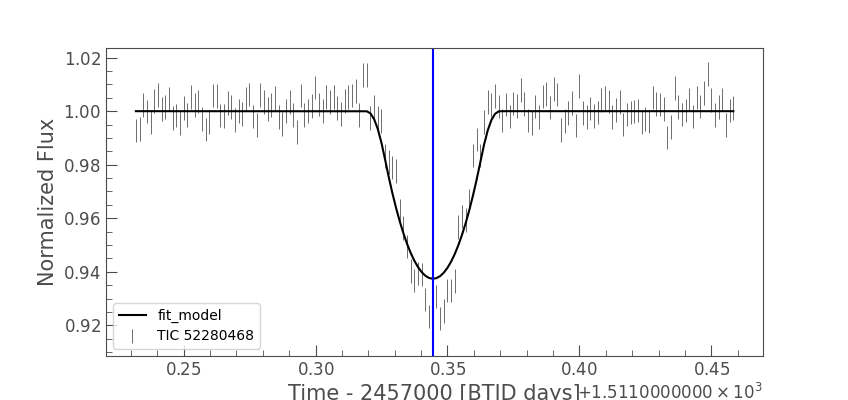 1.02
1.00
0.98
0.96
0.94
0.92
Normalized Flux
fit_model
TIC 52280468
0.25 0.30 0.35 0.40 0.45
Time - 2457000 [BTJD days]
+1.5110000000 × 10³